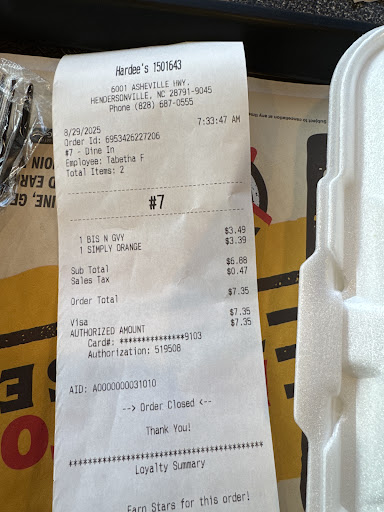 Hardee's 1501643
6001 ASHEVILLE HWY.
HENDERSONVILLE, NC 28791-9045
Phone (828) 687-0555
8/29/2025 7:33:47 AM
Order Id: 6953426227206
#7 - Dine In
Employee: Tabetha F
Total Items: 2
#7
1 BIS N GVY $3.49
1 SIMPLY ORANGE $3.39
Sub Total $6.88
Sales Tax $0.47
Order Total $7.35
Visa $7.35
AUTHORIZED AMOUNT $7.35
Card#: ***************9103
Authorization: 519508
AID: A0000000031010
--> Order Closed <--
Thank You!
****************************************
Loyalty Summary
Earn Stars for this order!